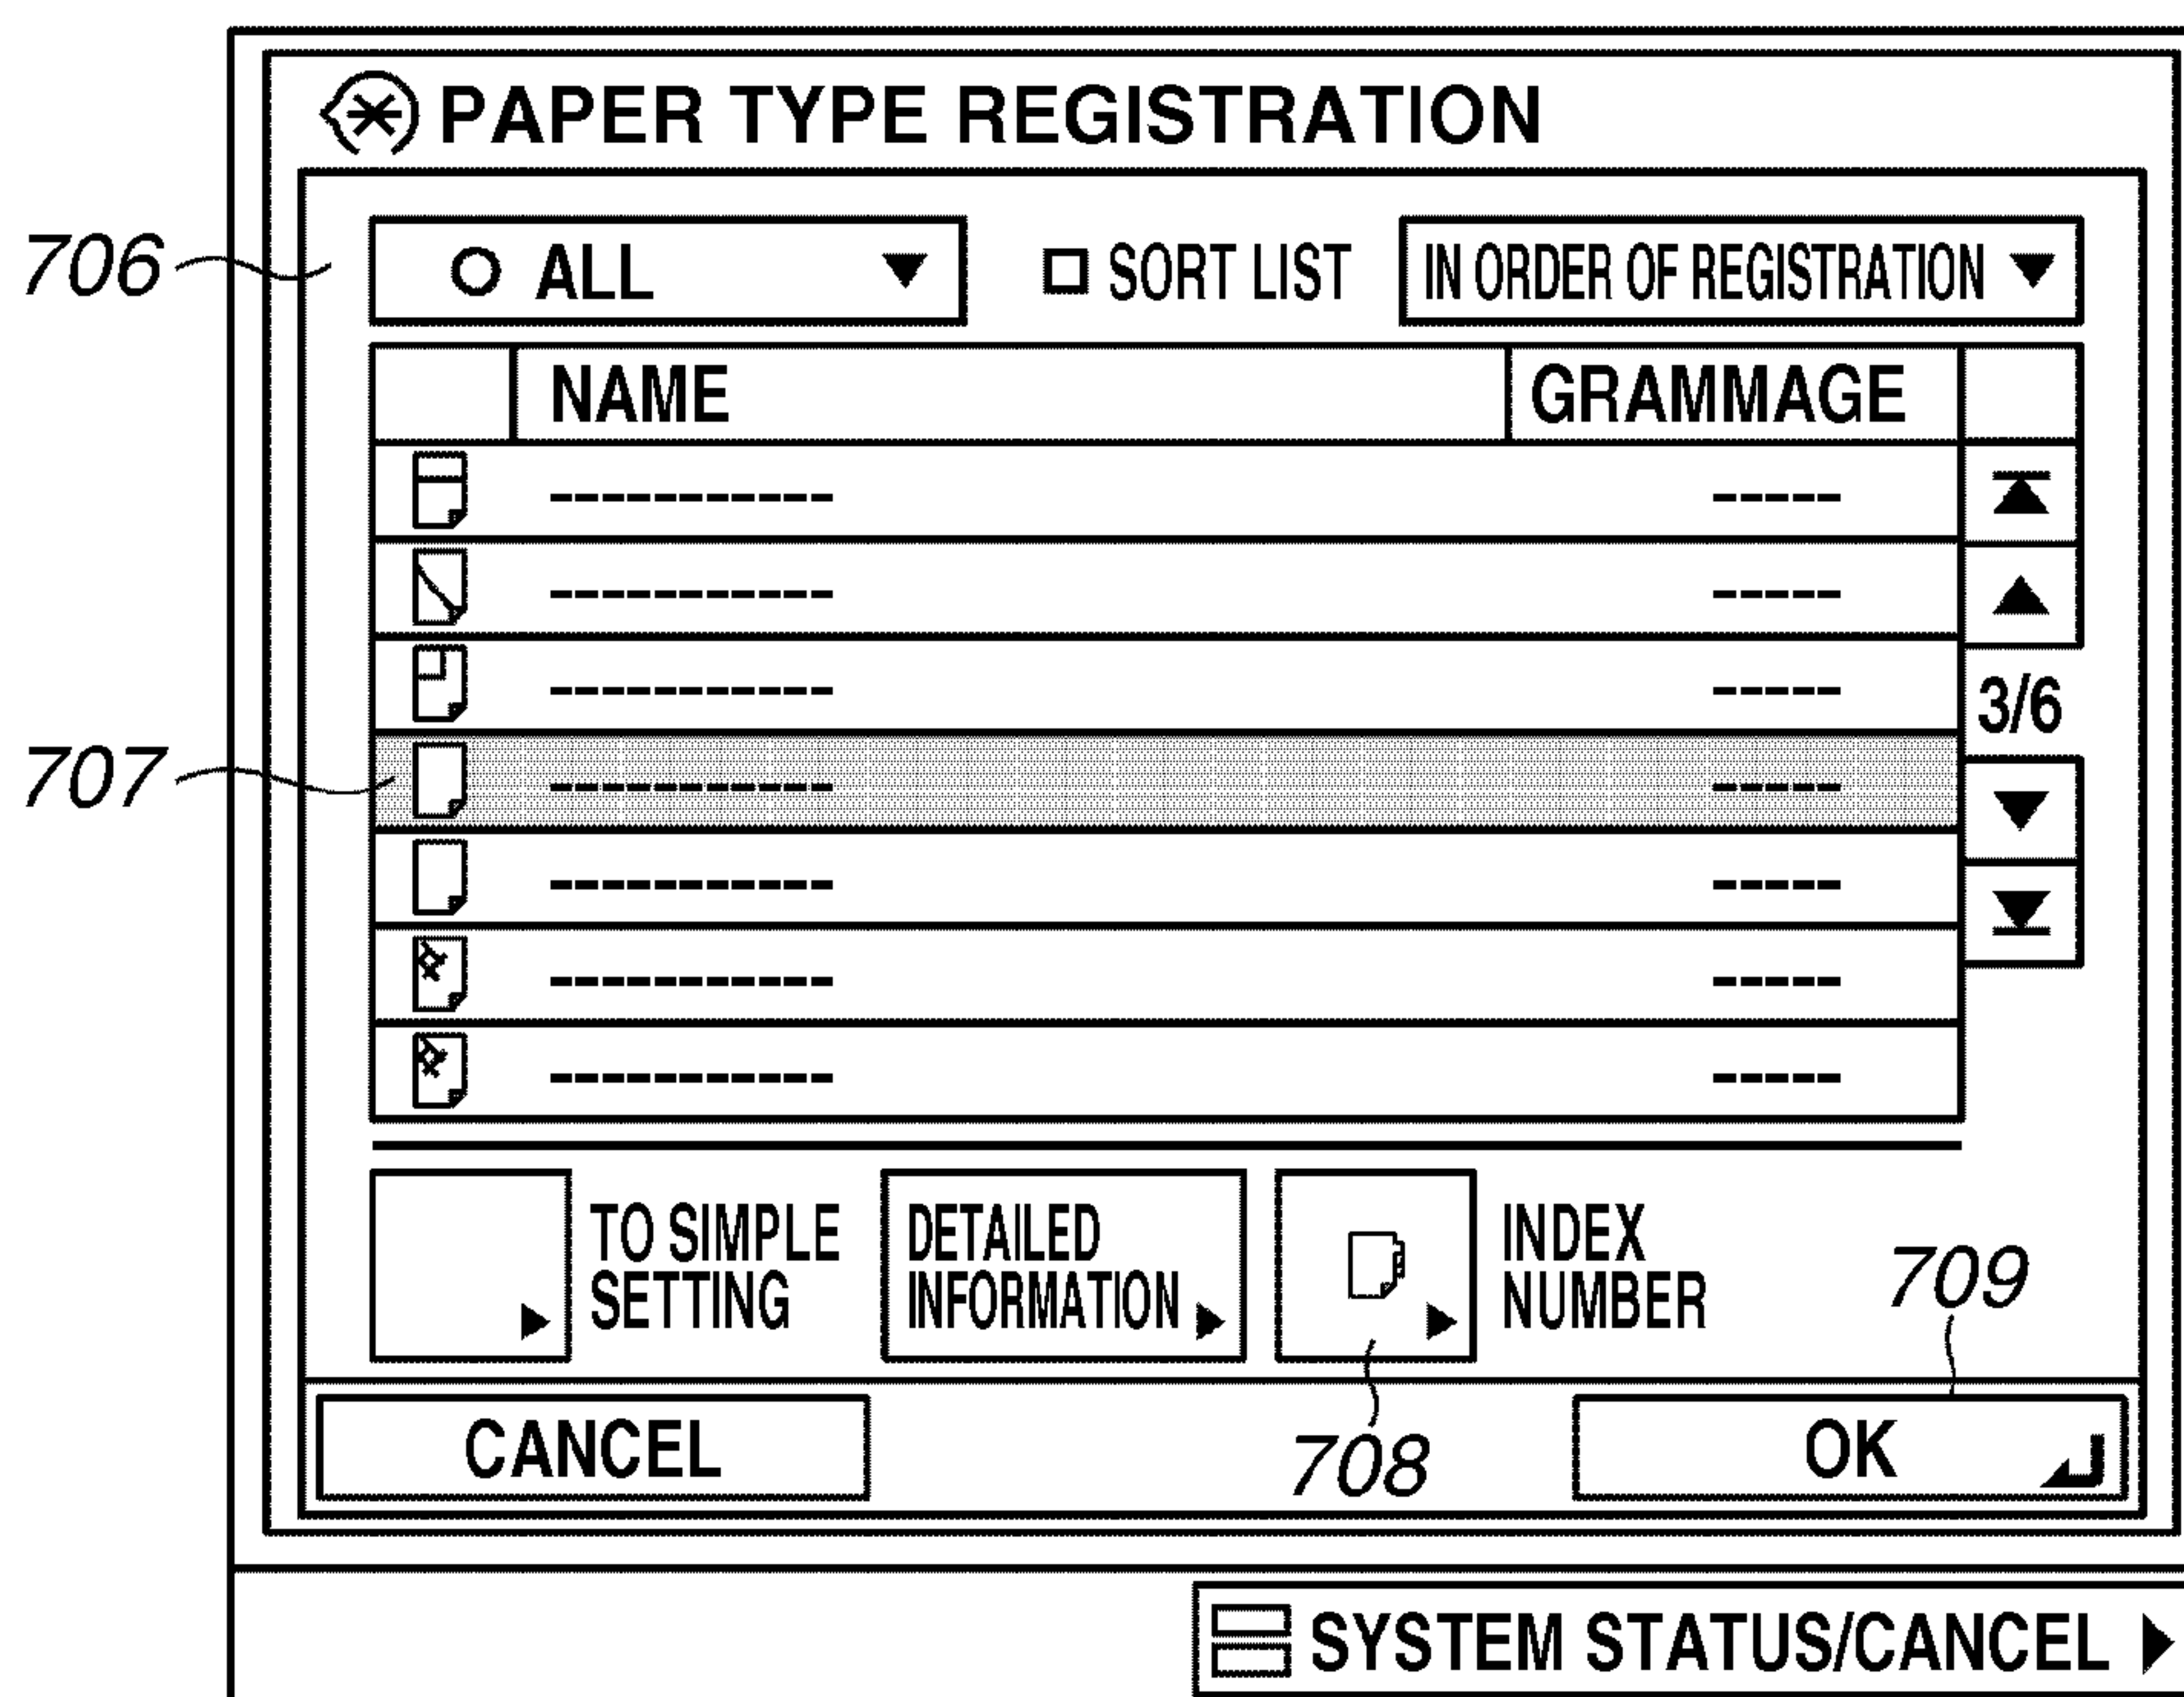 PAPER TYPE REGISTRATION
706
ALL
SORT LIST
IN ORDER OF REGISTRATION
NAME
GRAMMAGE
----------- -----
----------- -----
----------- -----
3/6
707
----------- -----
----------- -----
----------- -----
----------- -----
TO SIMPLE
SETTING
DETAILED
INFORMATION
INDEX
NUMBER
709
CANCEL
708
OK
SYSTEM STATUS/CANCEL